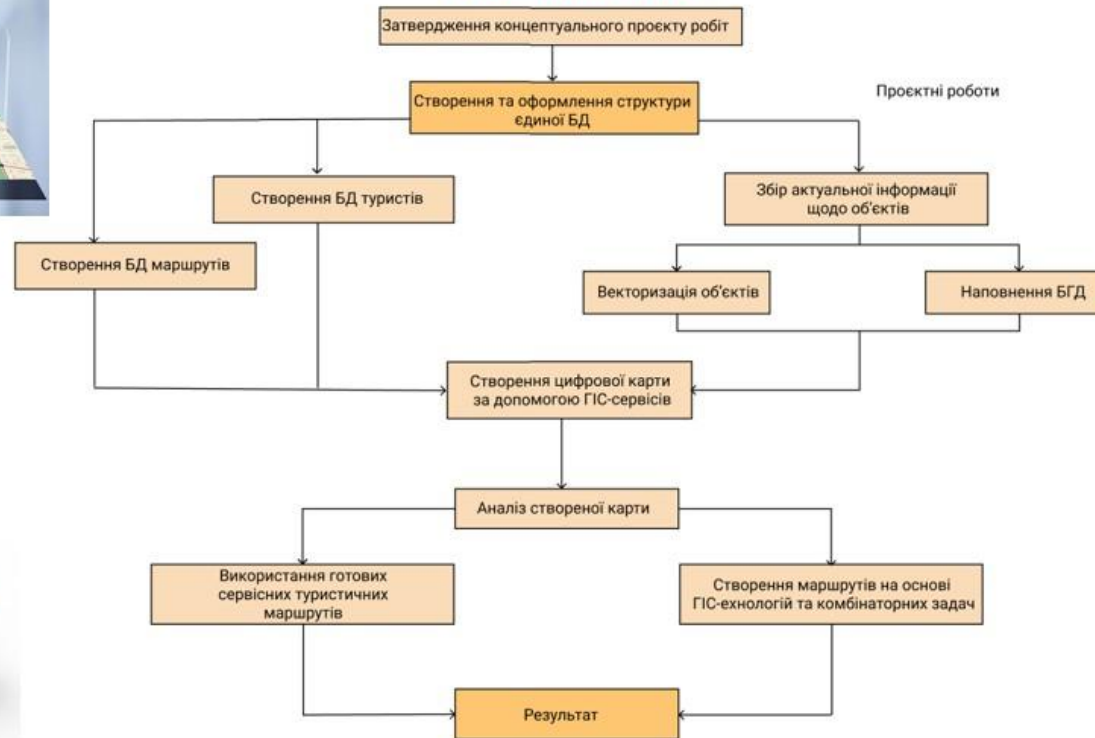 Затвердження концептуального проєкту робіт
Створення та оформлення структури
єдиної БД
Проєктні роботи
Створення БД туристів
Збір актуальної інформації
щодо об'єктів
Створення БД маршрутів
Векторизація об'єктів
Наповнення БГД
Створення цифрової карти
за допомогою ГІС-сервісів
Аналіз створеної карти
Використання готових
сервісних туристичних
маршрутів
Створення маршрутів на основі
ГІС-ехнологій та комбінаторних задач
Результат